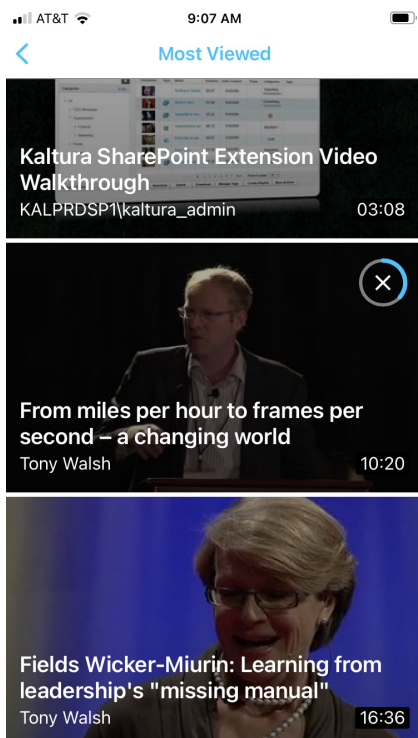 AT&T
9:07 AM
Most Viewed
Kaltura SharePoint Extension Video
Walkthrough
KALPRDSP1\kaltura_admin
03:08
From miles per hour to frames per
second – a changing world
Tony Walsh
10:20
Fields Wicker-Miurin: Learning from
leadership's "missing manual"
Tony Walsh
16:36